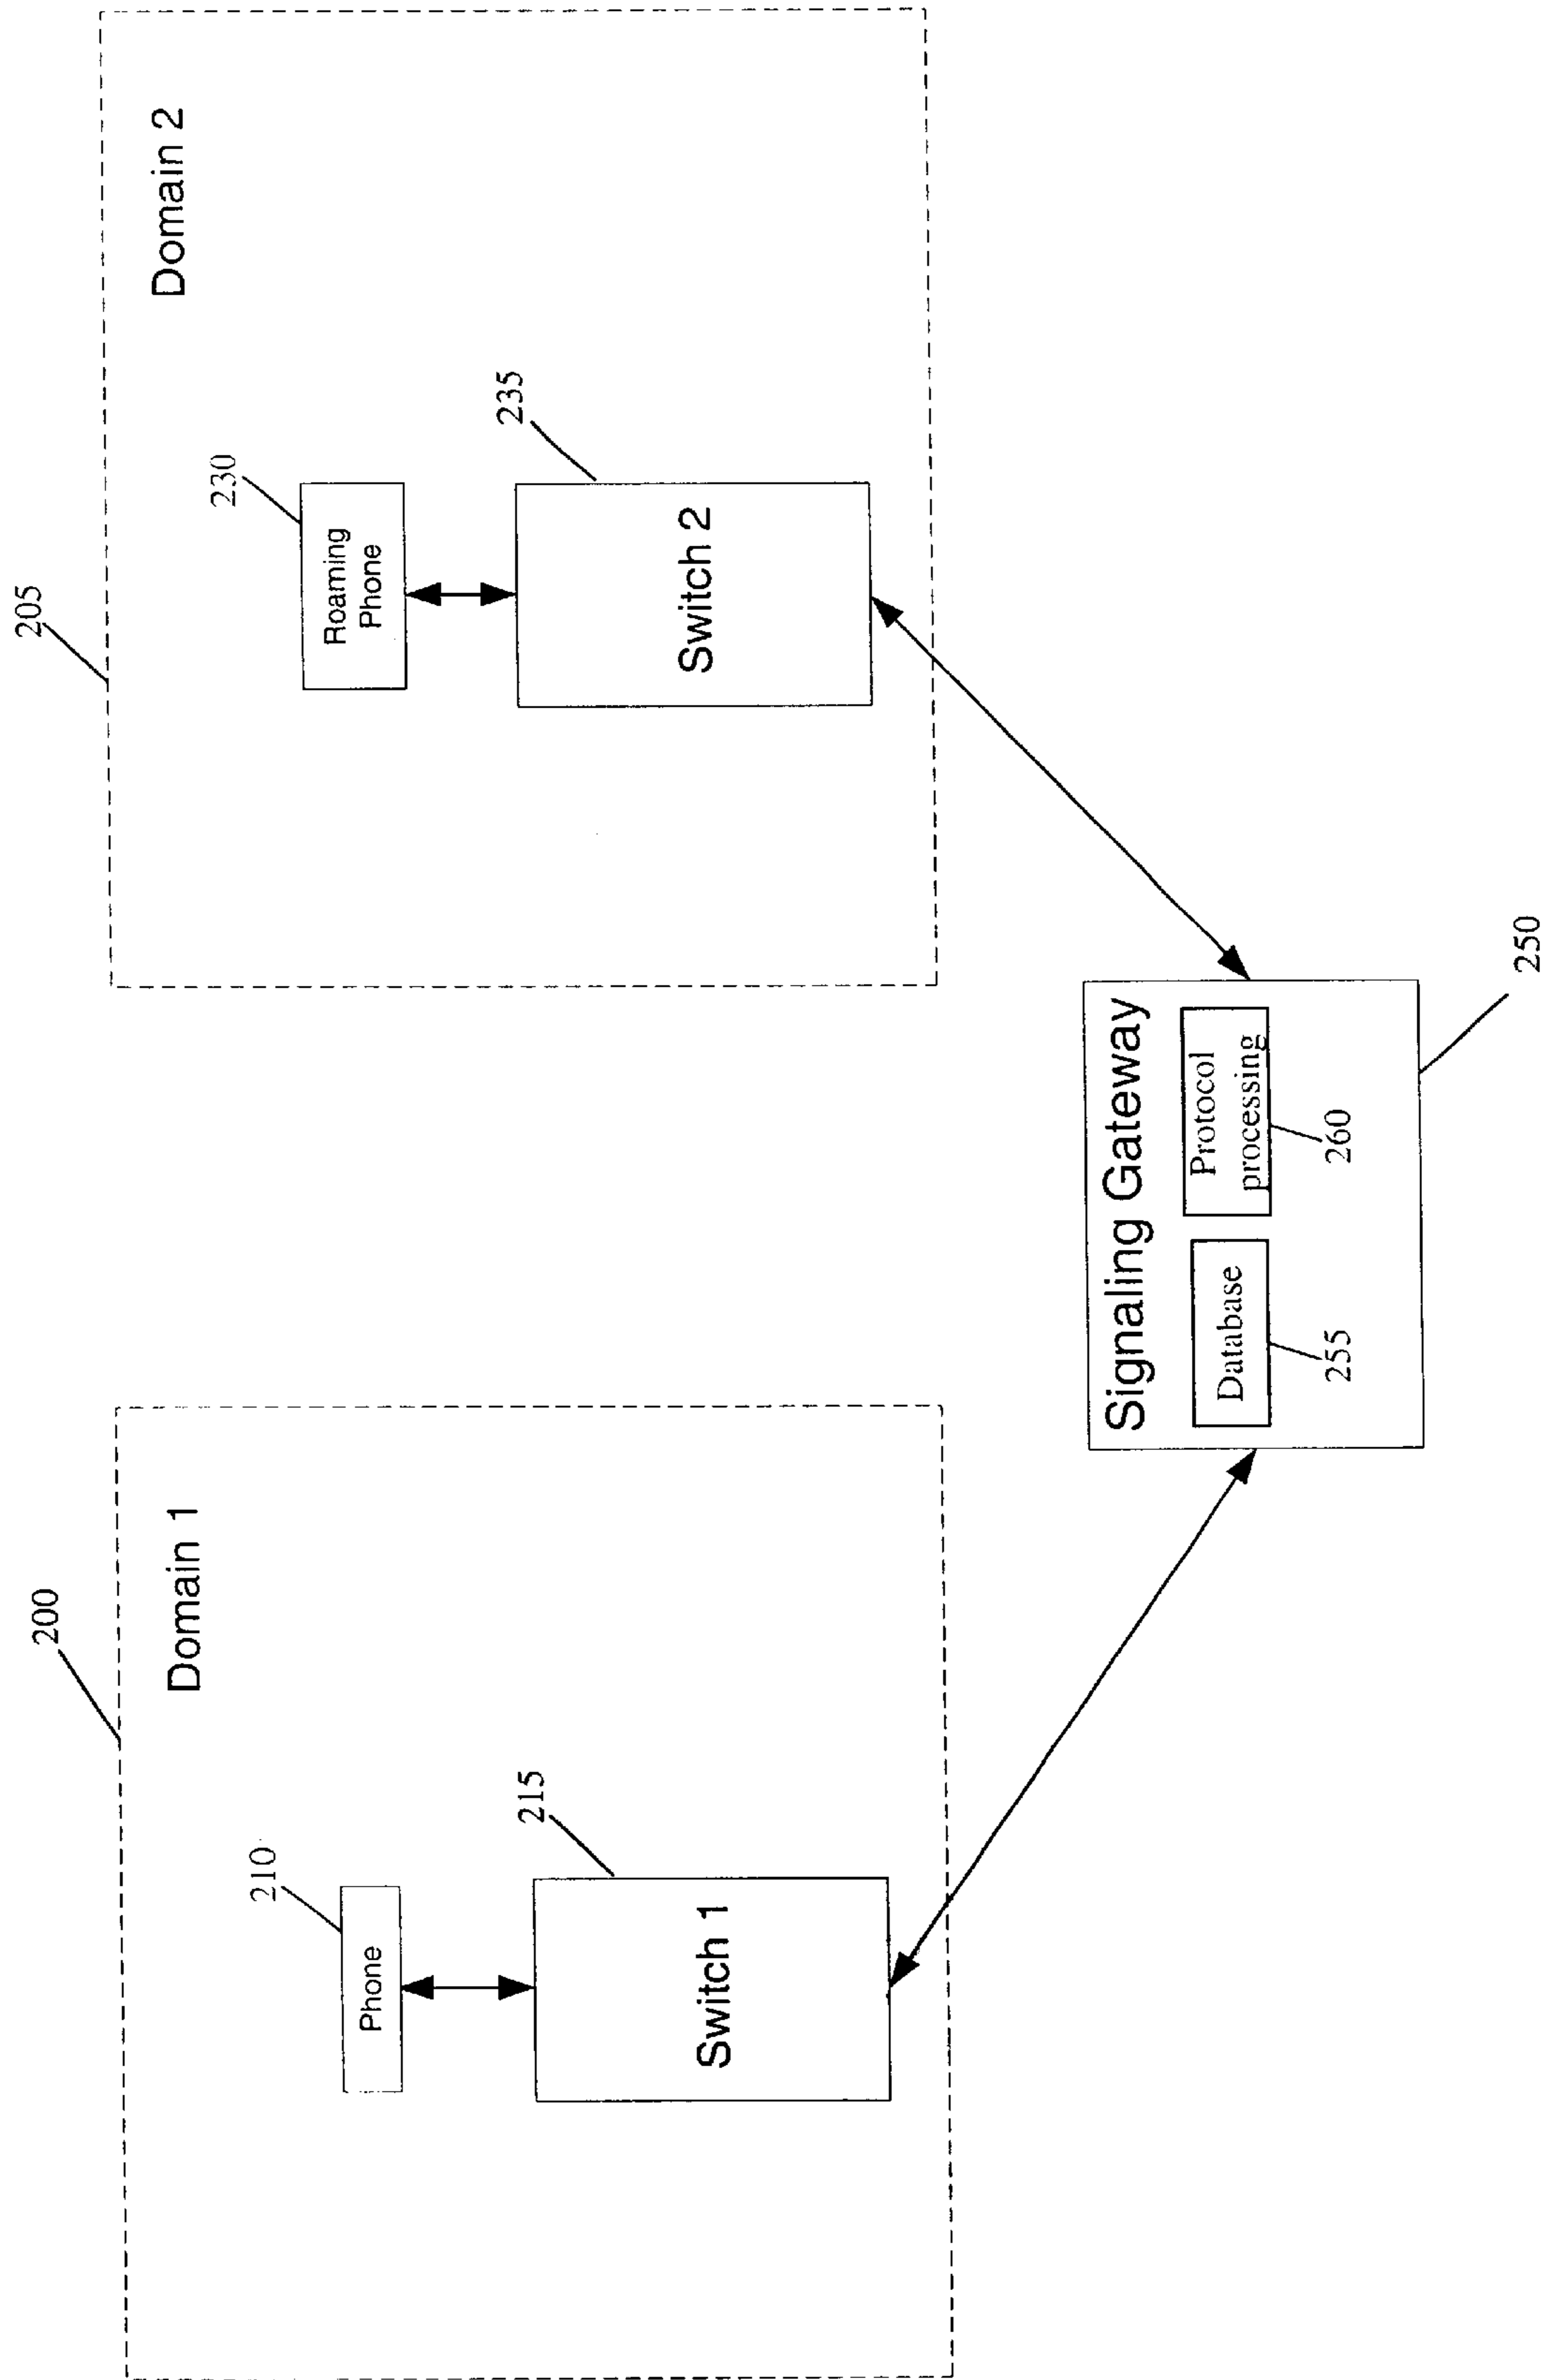 200
Domain 1
210
Phone
215
Switch 1
205
Domain 2
230
Roaming
Phone
235
Switch 2
Signaling Gateway
Database
255
Protocol
processing
260
250